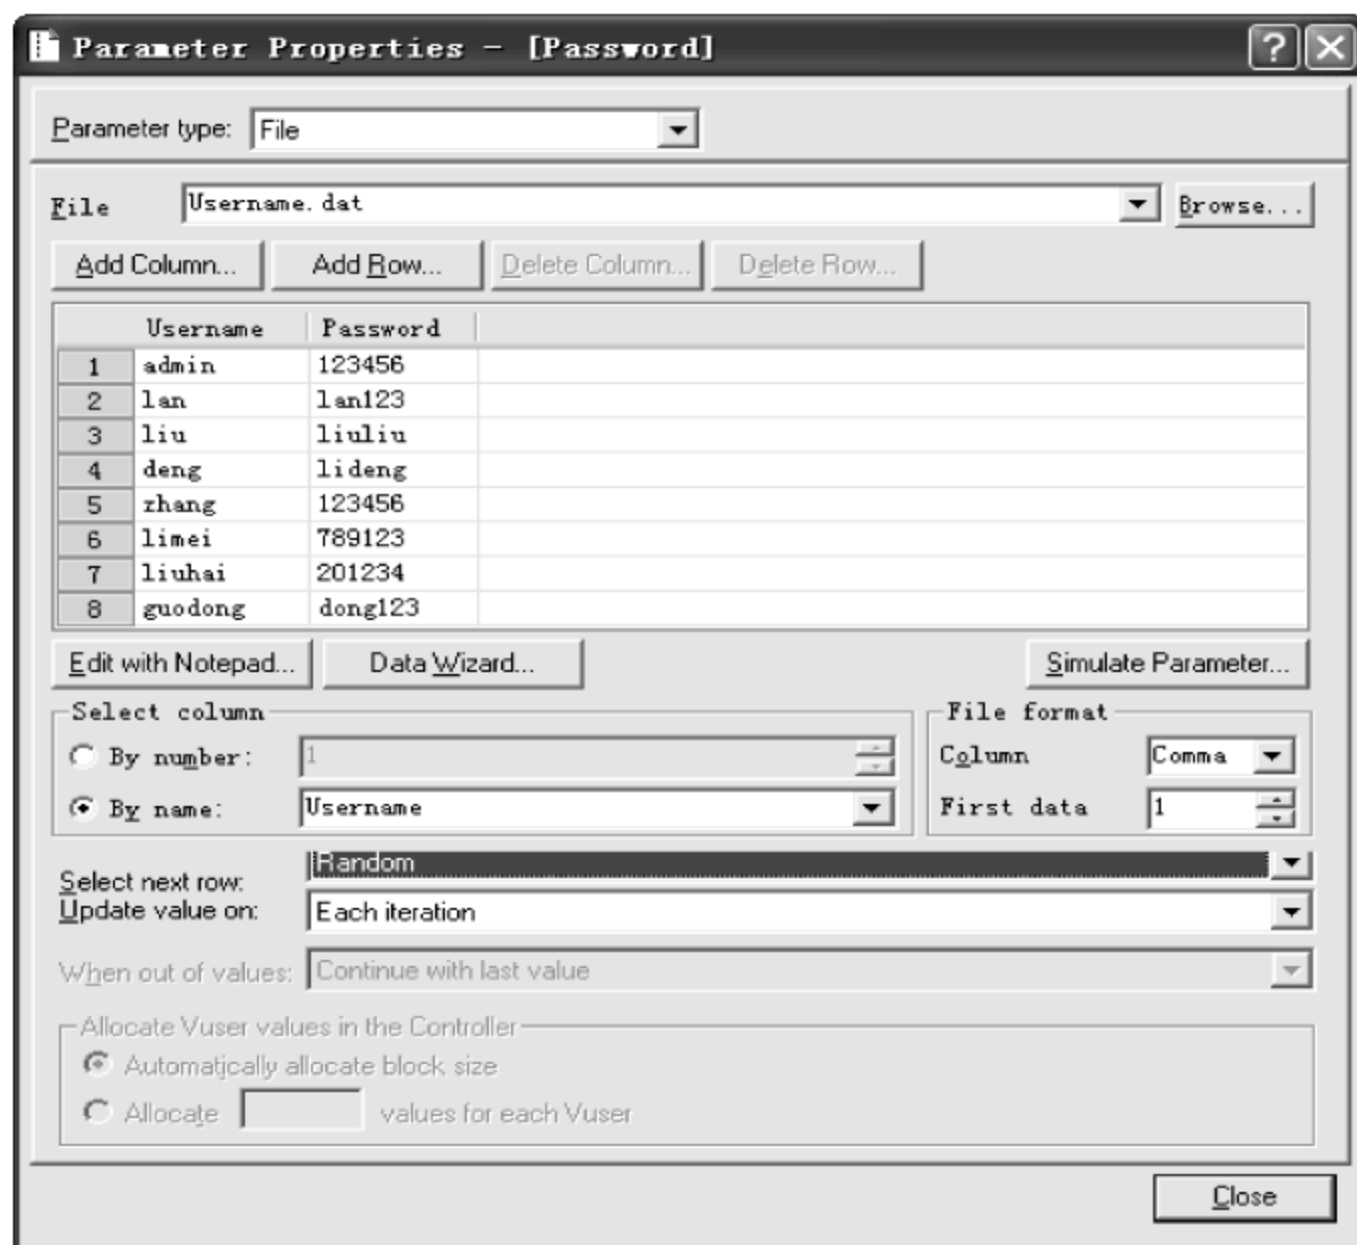 Parameter Properties - [Password]
Parameter type: File
File Username.dat Browse...
Add Column... Add Row... Delete Column... Delete Row...
Username Password
1 admin 123456
2 lan lan123
3 liu liuliu
4 deng lideng
5 zhang 123456
6 limei 789123
7 liuhai 201234
8 guodong dong123
Edit with Notepad... Data Wizard... Simulate Parameter...
Select column File format
By number: 1 Column Comma
By name: Username First data 1
Select next row: Random
Update value on: Each iteration
When out of values: Continue with last value
Allocate Vuser values in the Controller
Automatically allocate block size
Allocate values for each Vuser
Close